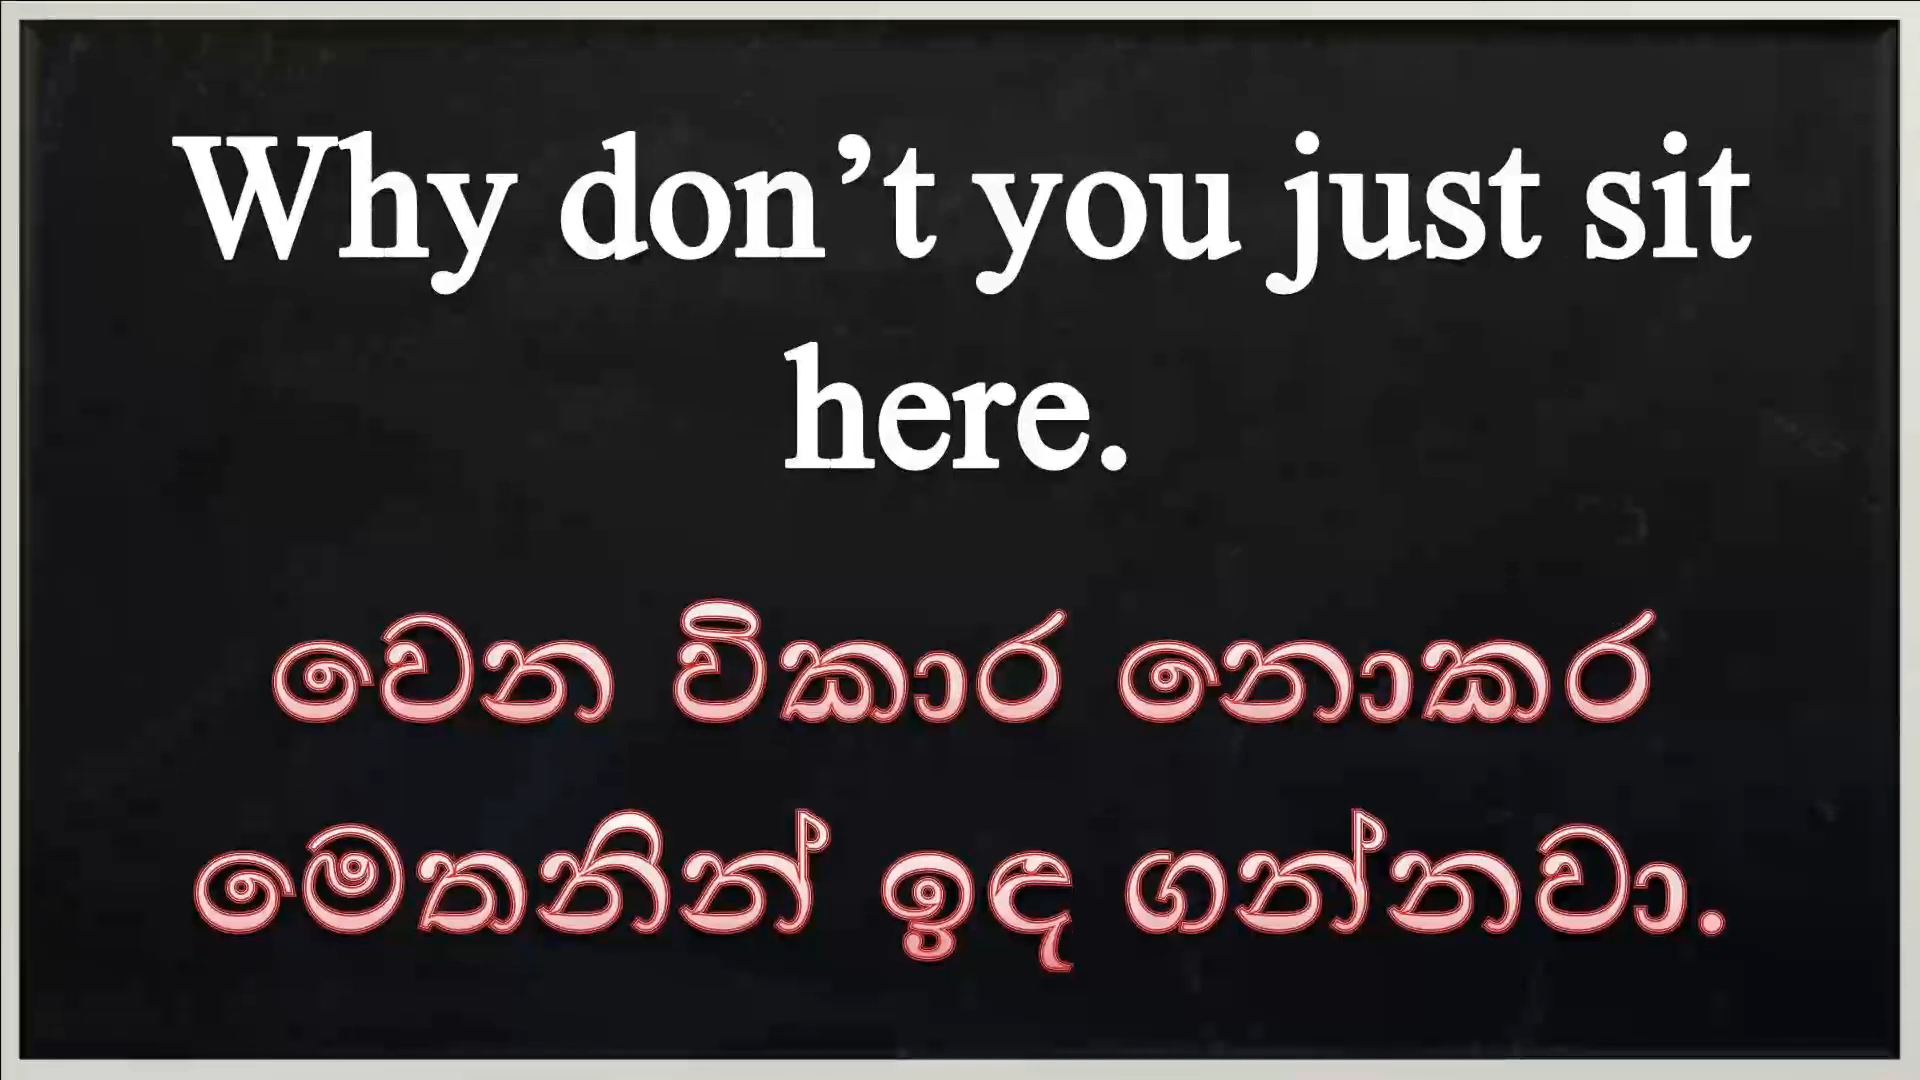 Why don’t you just sit
here.
වෙන විකාර නොකර
මෙතනින් ඉඳ ගන්නවා.